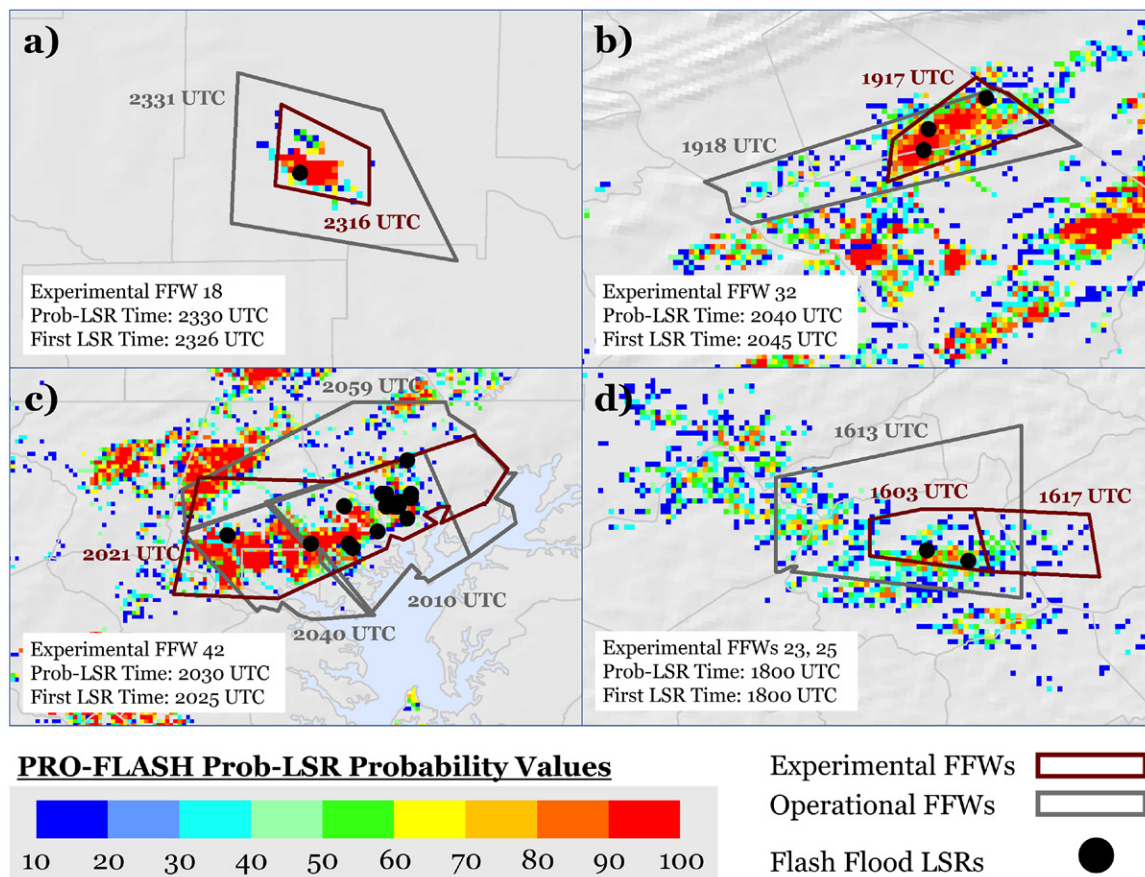 a)
2331 UTC
2316 UTC
Experimental FFW 18
Prob-LSR Time: 2330 UTC
First LSR Time: 2326 UTC
b)
1917 UTC
1918 UTC
Experimental FFW 32
Prob-LSR Time: 2040 UTC
First LSR Time: 2045 UTC
c)
2059 UTC
2021 UTC
2010 UTC
2040 UTC
Experimental FFW 42
Prob-LSR Time: 2030 UTC
First LSR Time: 2025 UTC
d)
1613 UTC
1603 UTC
1617 UTC
Experimental FFWs 23, 25
Prob-LSR Time: 1800 UTC
First LSR Time: 1800 UTC
PRO-FLASH Prob-LSR Probability Values
10 20 30 40 50 60 70 80 90 100
Experimental FFWs
Operational FFWs
Flash Flood LSRs